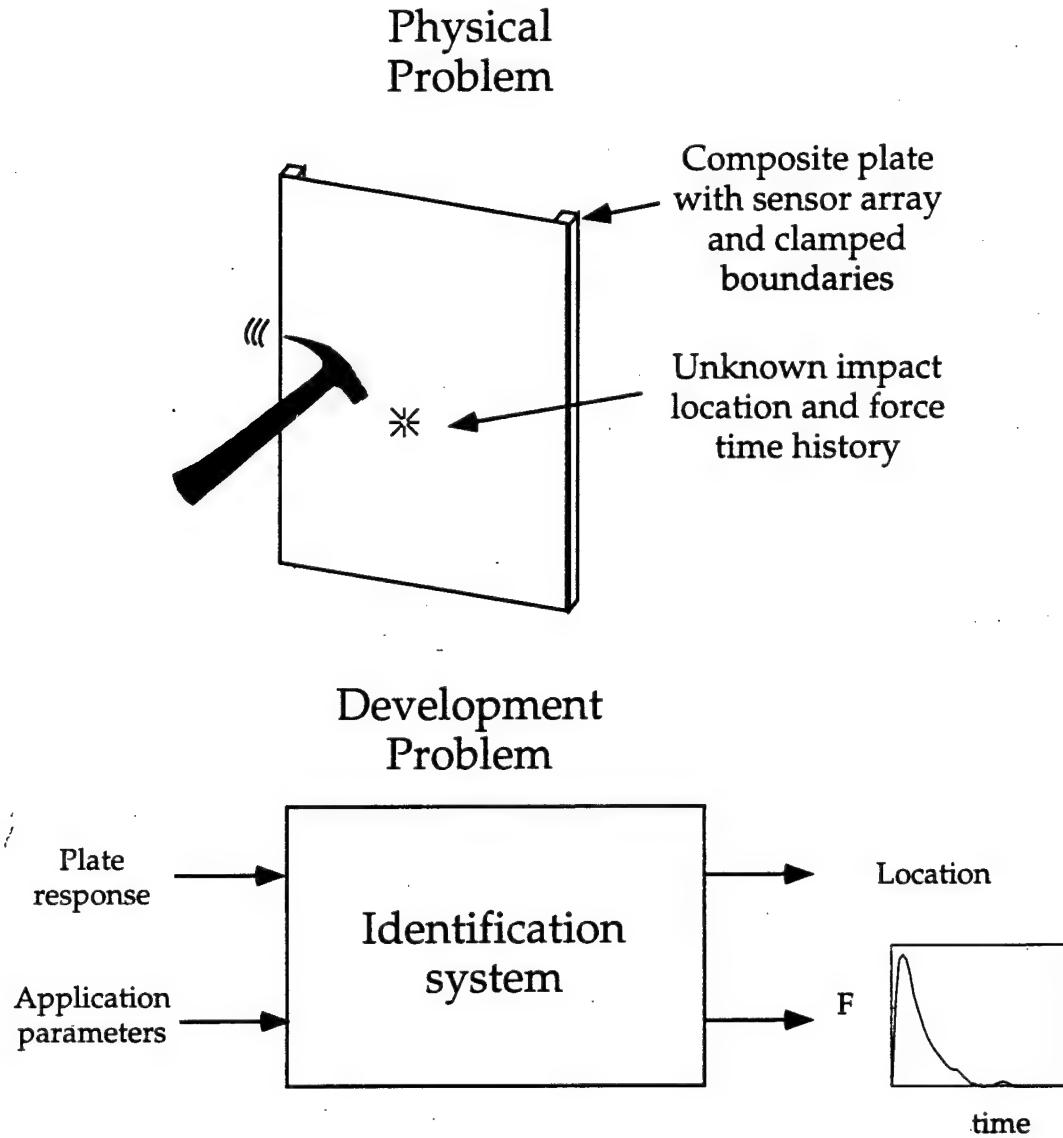 Physical
Problem
Composite plate
with sensor array
and clamped
boundaries
Unknown impact
location and force
time history
Development
Problem
Plate
response
Application
parameters
Identification
system
Location
F
time